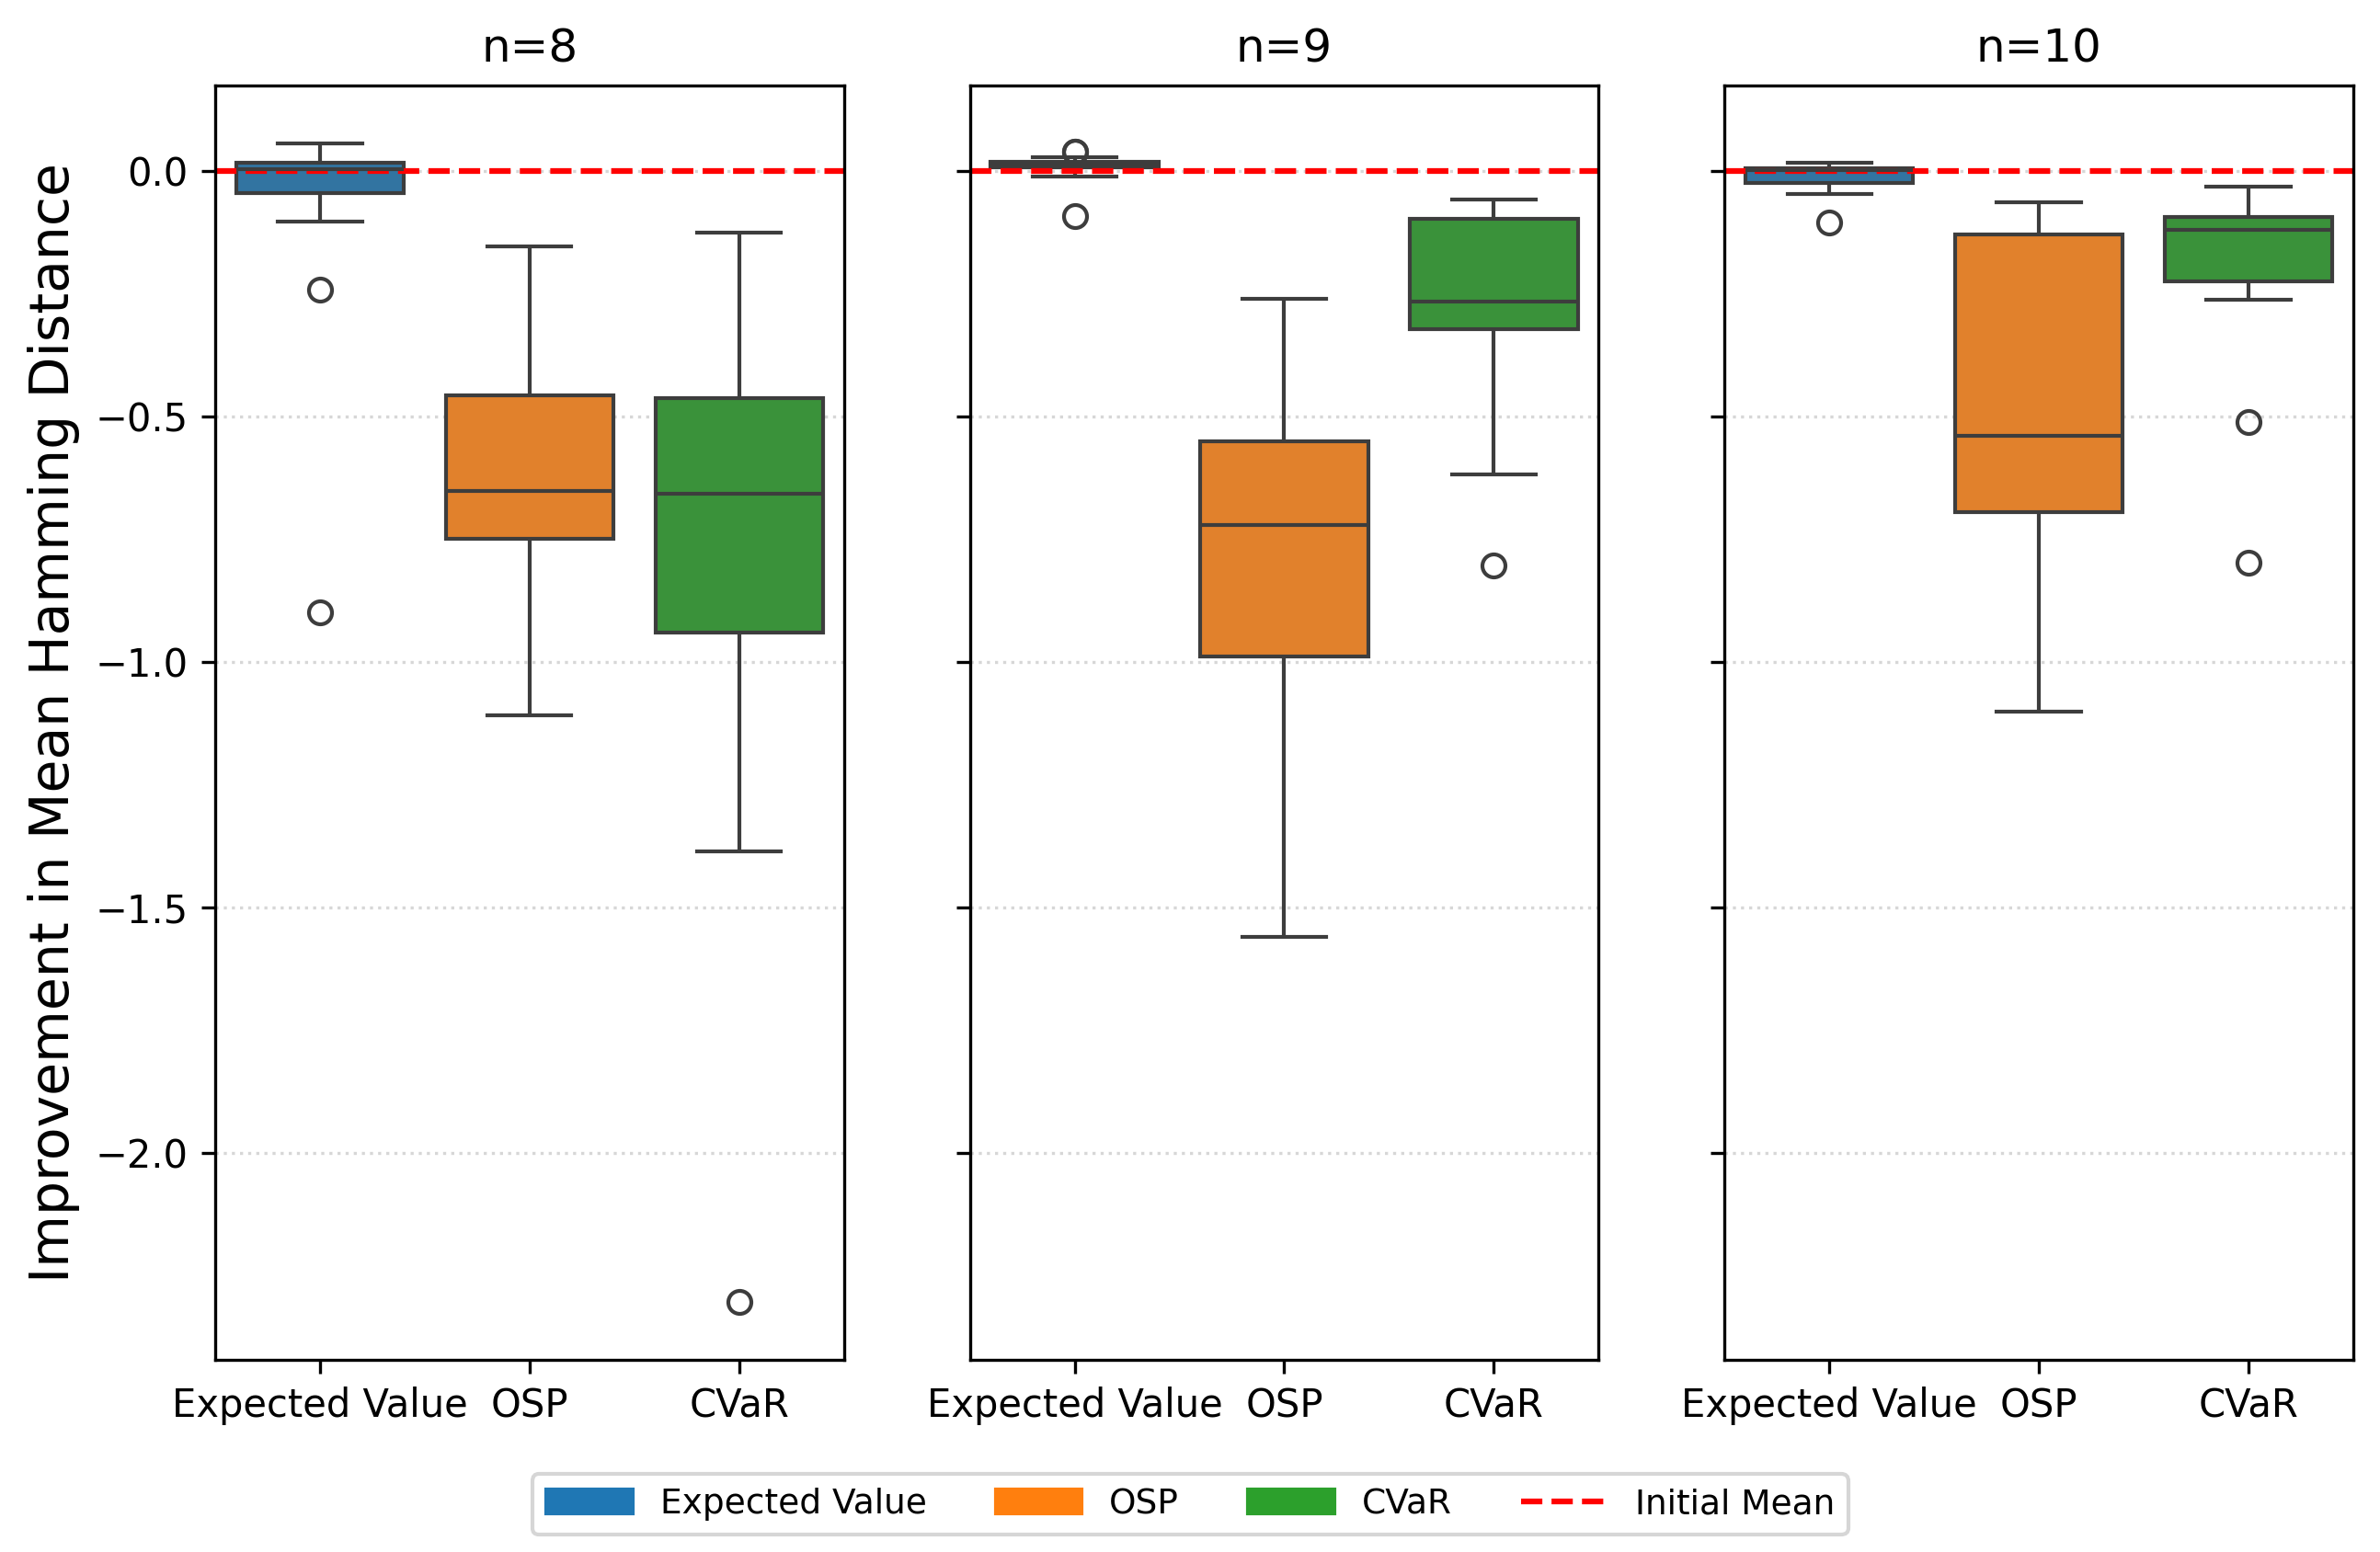 n=8
n=9
n=10
Improvement in Mean Hamming Distance
0.0
−0.5
−1.0
−1.5
−2.0
Expected Value OSP CVaR
Expected Value OSP CVaR
Expected Value OSP CVaR
Expected Value OSP CVaR Initial Mean